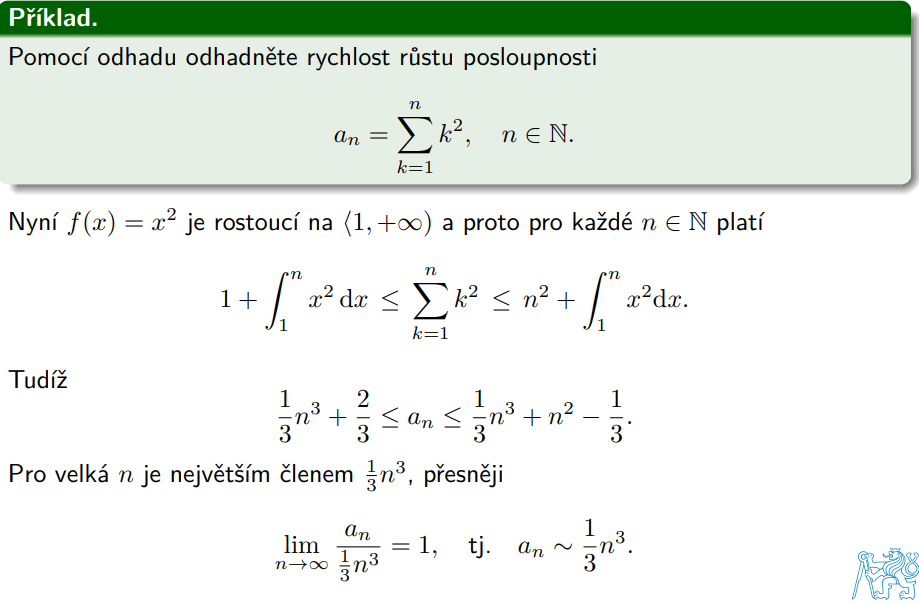 Příklad.
Pomocí odhadu odhadněte rychlost růstu posloupnosti
$a_n = \sum_{k=1}^{n} k^2, \quad n \in \mathbb{N}.$
Nyní $f(x) = x^2$ je rostoucí na $\langle 1, +\infty)$ a proto pro každé $n \in \mathbb{N}$ platí
$1 + \int_1^n x^2 \, \mathrm{d}x \leq \sum_{k=1}^{n} k^2 \leq n^2 + \int_1^n x^2 \mathrm{d}x.$
Tudíž
$\frac{1}{3}n^3 + \frac{2}{3} \leq a_n \leq \frac{1}{3}n^3 + n^2 - \frac{1}{3}.$
Pro velká $n$ je největším členem $\frac{1}{3}n^3$, přesněji
$\lim_{n \to \infty} \frac{a_n}{\frac{1}{3}n^3} = 1, \quad \text{tj.} \quad a_n \sim \frac{1}{3}n^3.$